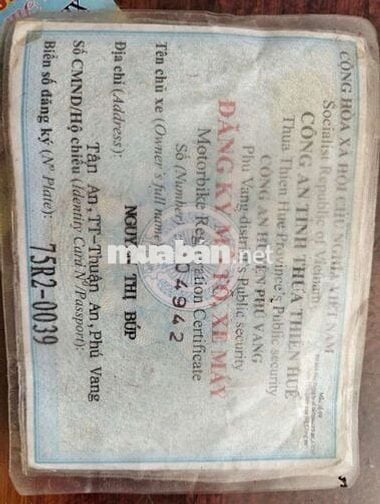 CỘNG HÒA XÃ HỘI CHỦ NGHĨA VIỆT NAM
Socialist Republic of Vietnam
CÔNG AN TỈNH THỪA THIÊN HUẾ
Thua Thien Hue Province's Public security
CÔNG AN HUYỆN PHÚ VANG
Phu Vang district's Public security
ĐĂNG KÝ MÔ TÔ, XE MÁY
Motorbike Registration Certificate
Số (Number): 04942
Tên chủ xe (Owner's full name):
THỊ BÚP
Địa chỉ (Address):
Tân An, TT-Thuận An, Phú Vang
Số CMND/Hộ chiếu (Identity Card N°/Passport):
Biển số đăng ký (N° Plate): 75R2-0039
muaban.net